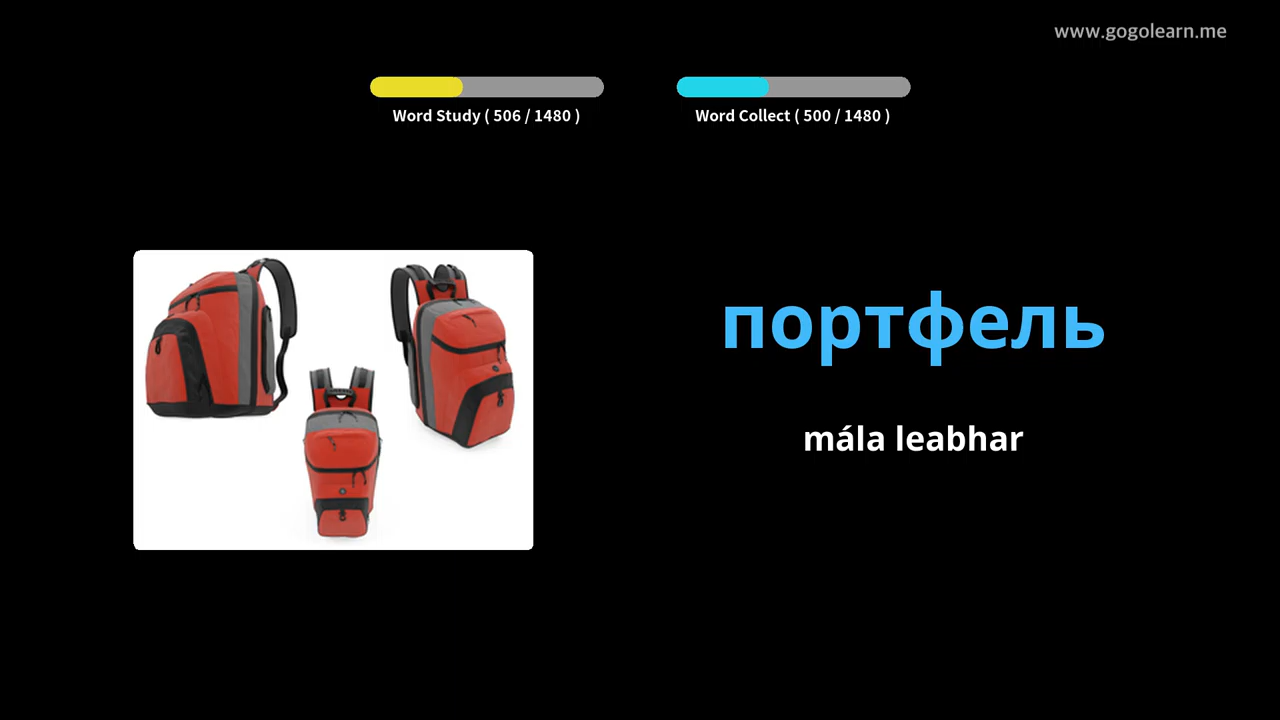 www.gogolearn.me
Word Study ( 506 / 1480 )
Word Collect ( 500 / 1480 )
портфель
mála leabhar